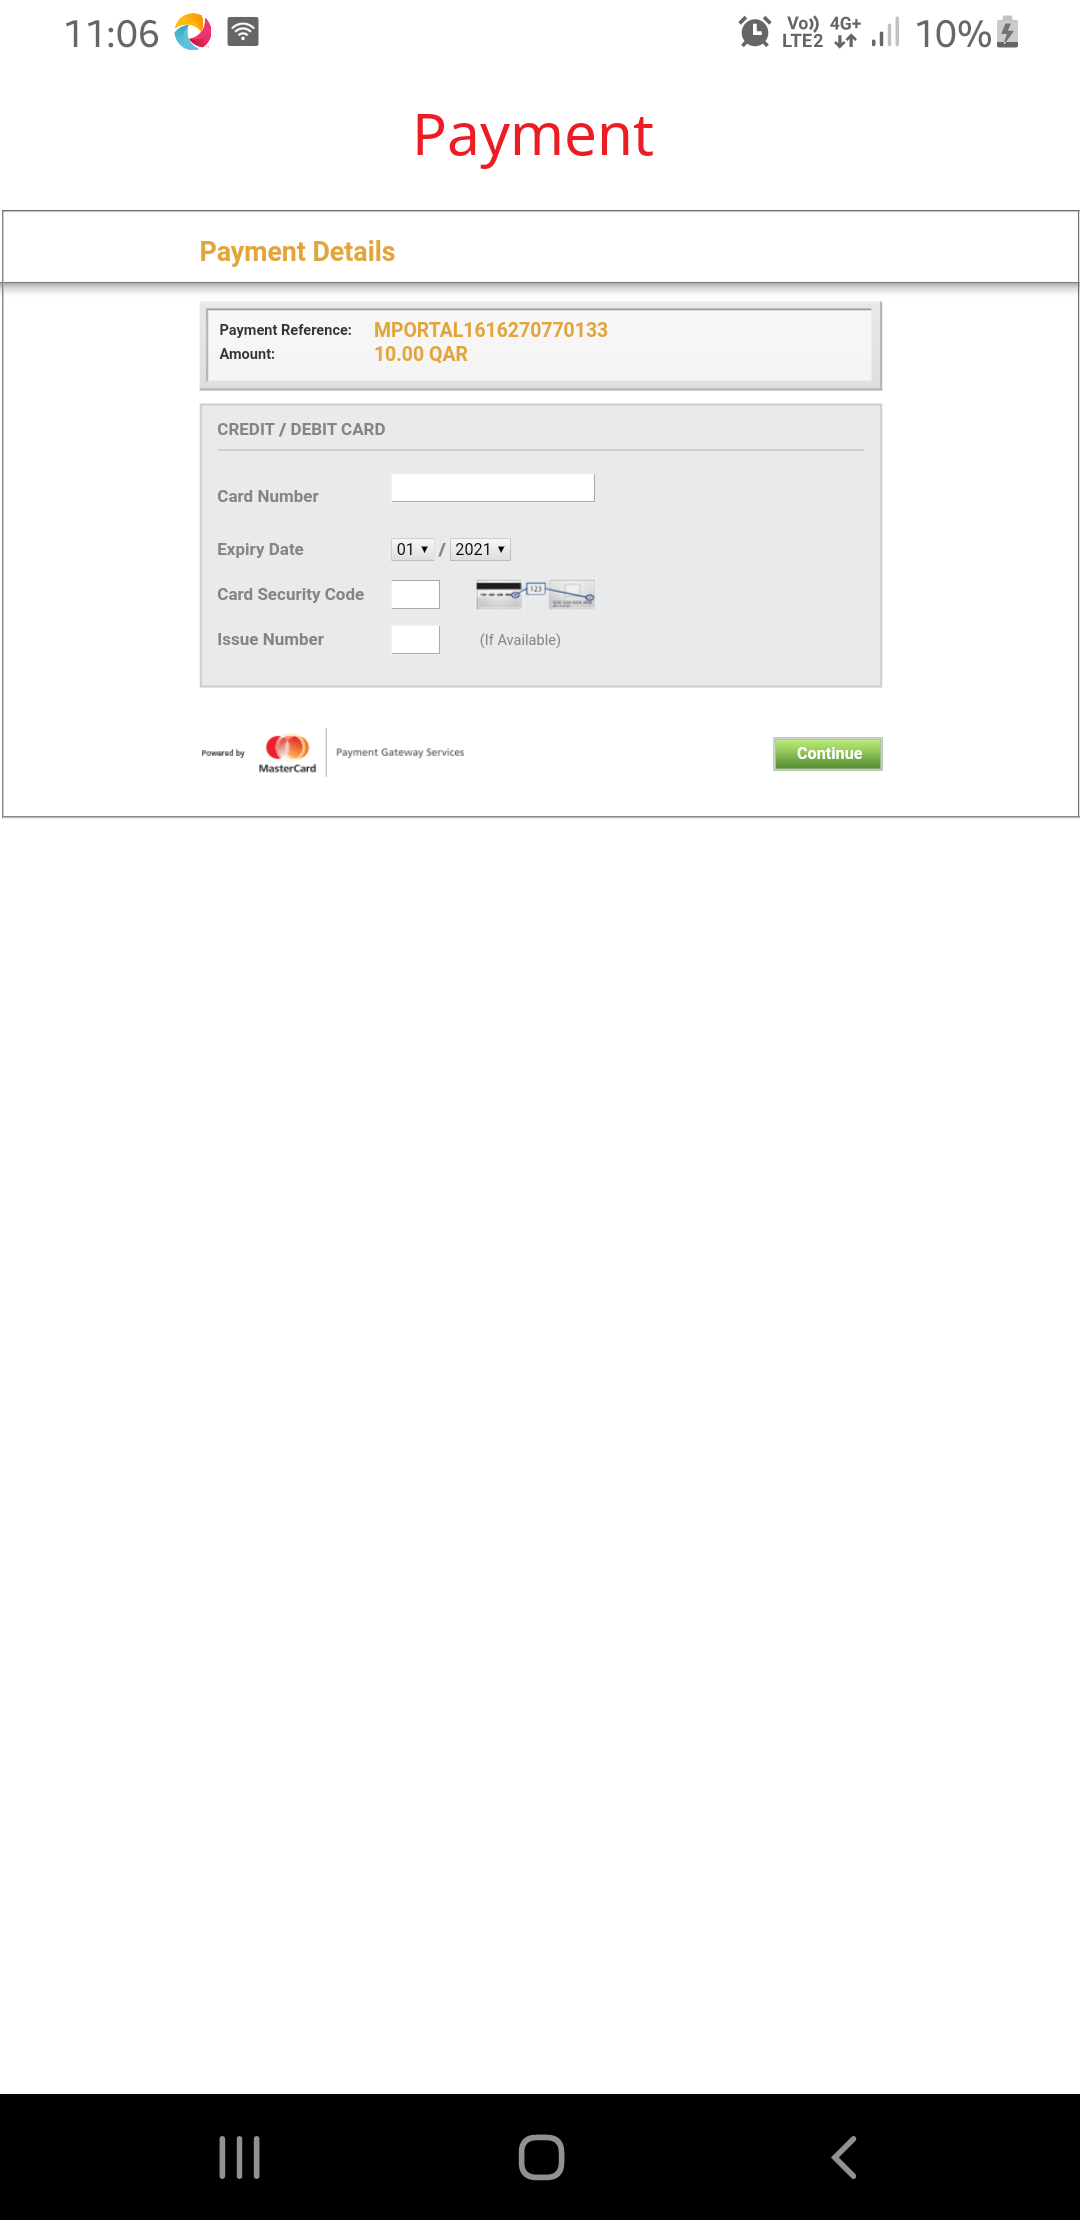 11:06 Vo)) LTE2 4G+ 10%
Payment
Payment Details
Payment Reference: MPORTAL1616270770133
Amount: 10.00 QAR
CREDIT / DEBIT CARD
Card Number
Expiry Date 01 / 2021
Card Security Code 123
Issue Number (If Available)
Powered by MasterCard Payment Gateway Services
Continue